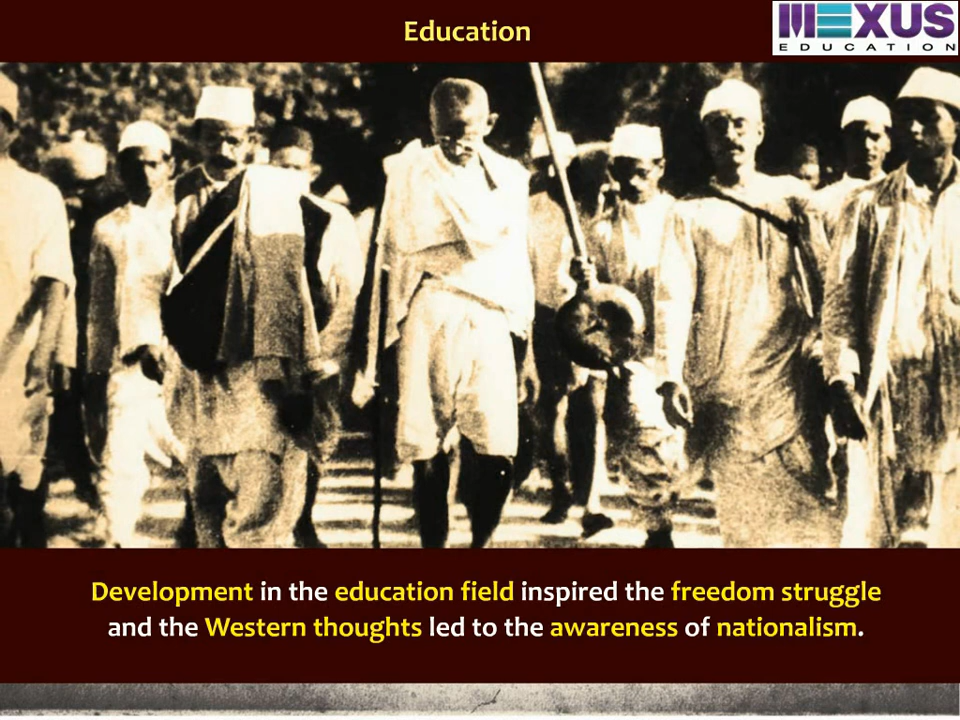 Education
MEXUS
EDUCATION
Development in the education field inspired the freedom struggle
and the Western thoughts led to the awareness of nationalism.